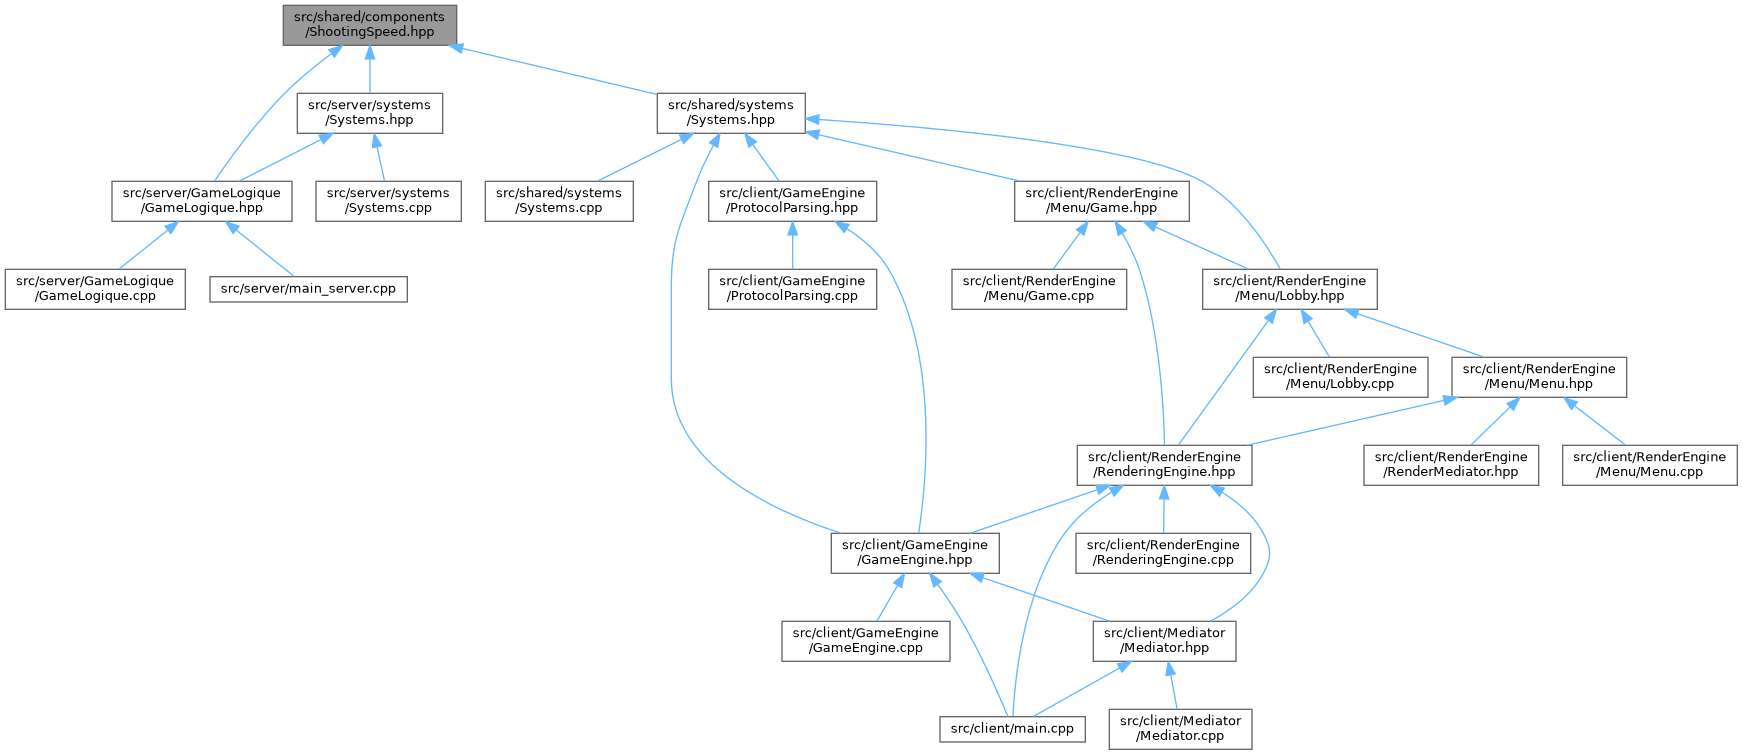 src/shared/components
/ShootingSpeed.hpp
src/server/systems
/Systems.hpp
src/shared/systems
/Systems.hpp
src/server/GameLogique
/GameLogique.hpp
src/server/systems
/Systems.cpp
src/shared/systems
/Systems.cpp
src/client/GameEngine
/ProtocolParsing.hpp
src/client/RenderEngine
/Menu/Game.hpp
src/server/GameLogique
/GameLogique.cpp
src/server/main_server.cpp
src/client/GameEngine
/ProtocolParsing.cpp
src/client/RenderEngine
/Menu/Game.cpp
src/client/RenderEngine
/Menu/Lobby.hpp
src/client/RenderEngine
/Menu/Lobby.cpp
src/client/RenderEngine
/Menu/Menu.hpp
src/client/RenderEngine
/RenderingEngine.hpp
src/client/RenderEngine
/RenderMediator.hpp
src/client/RenderEngine
/Menu/Menu.cpp
src/client/GameEngine
/GameEngine.hpp
src/client/RenderEngine
/RenderingEngine.cpp
src/client/GameEngine
/GameEngine.cpp
src/client/Mediator
/Mediator.hpp
src/client/main.cpp
src/client/Mediator
/Mediator.cpp